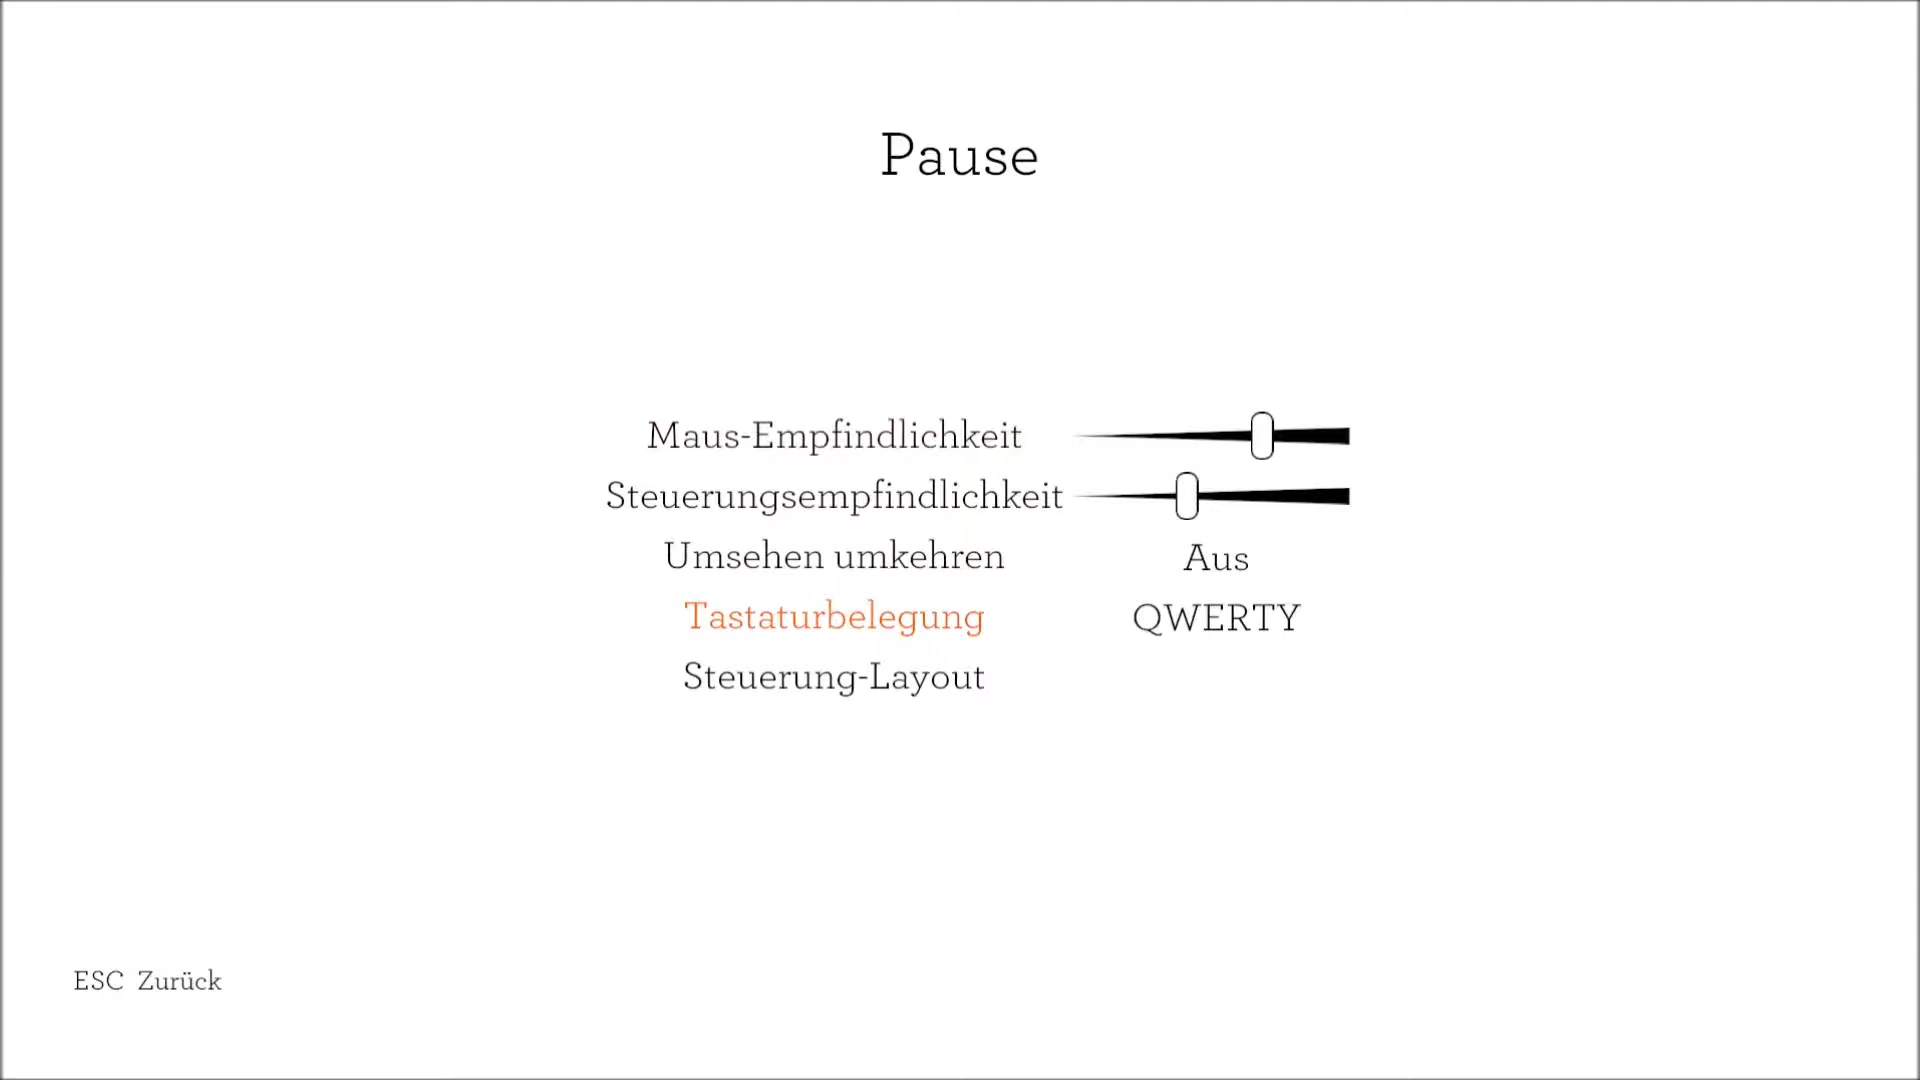 Pause
Maus-Empfindlichkeit
Steuerungsempfindlichkeit
Umsehen umkehren Aus
Tastaturbelegung QWERTY
Steuerung-Layout
ESC Zurück